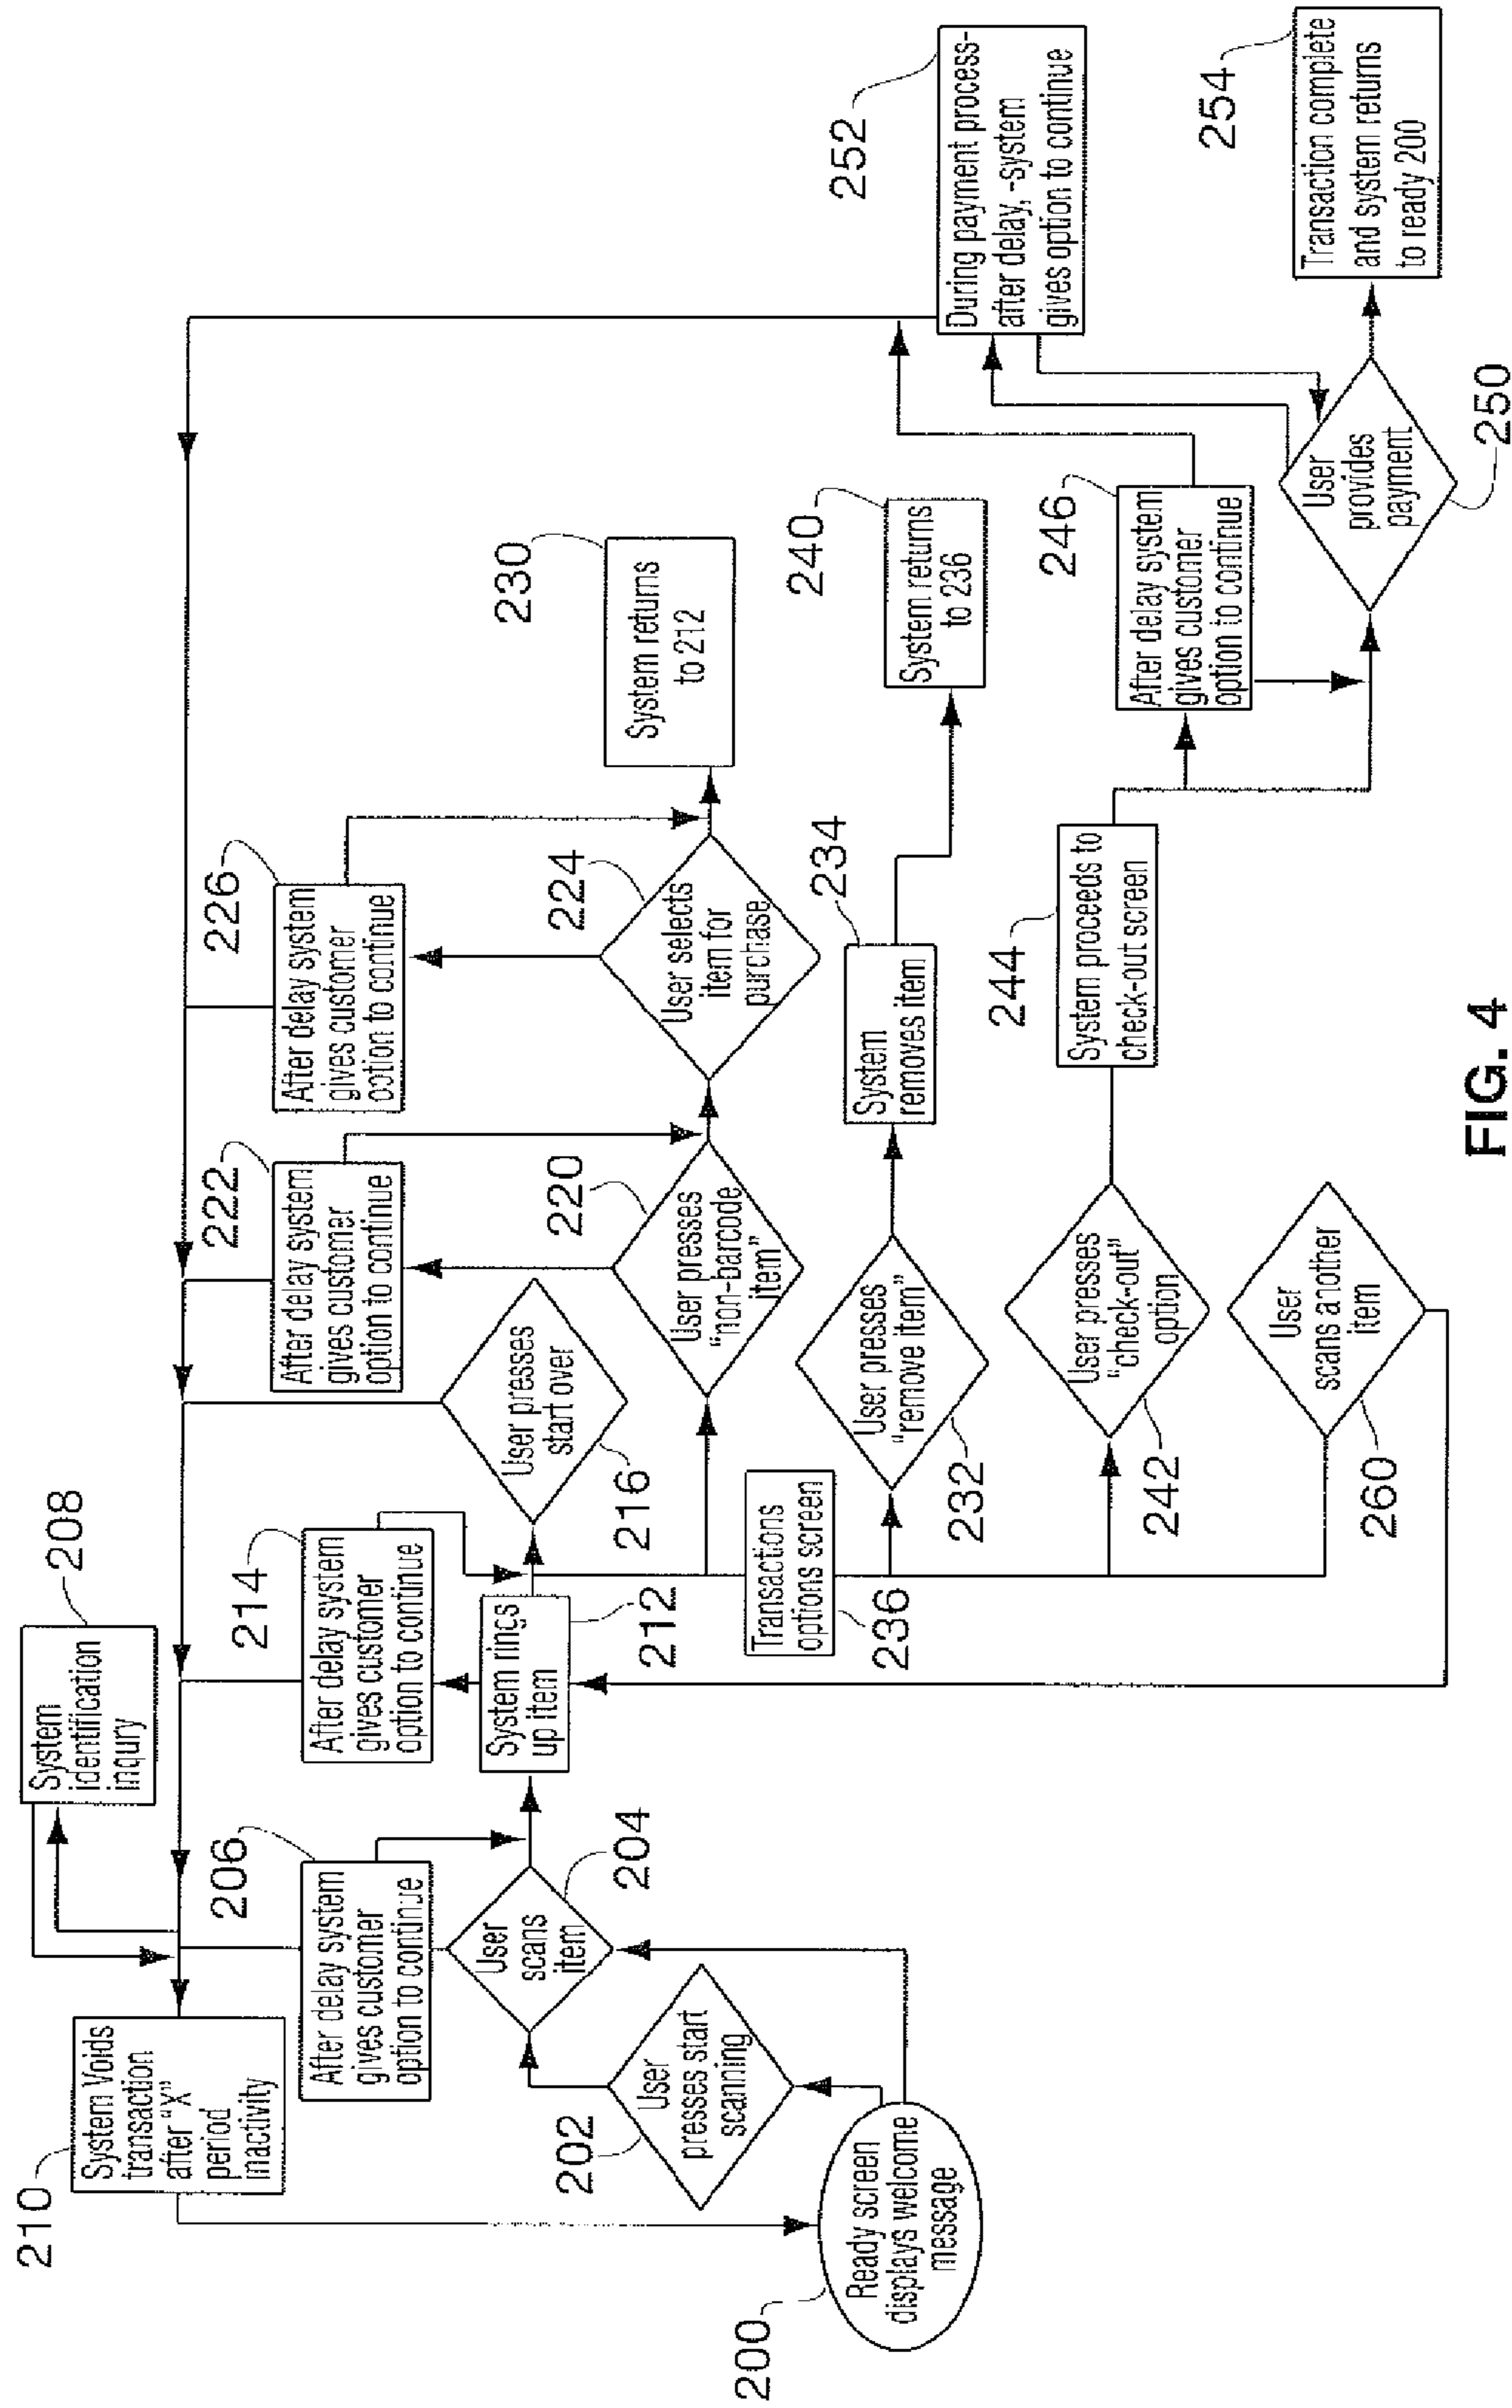 210
System Voids
transaction
after "X"
period
inactivity
208
System
identification
inqury
206
After delay system
gives customer
option to continue
214
After delay system
gives customer
option to continue
222
After delay system
gives customer
option to continue
226
After delay system
gives customer
option to continue
252
During payment process-
after delay, -system
gives option to continue
200
Ready screen
displays welcome
message
202
User
presses start
scanning
204
User
scans
item
212
System rings
up item
216
User presses
start over
220
User presses
"non-barcode
item"
224
User selects
item for
purchase
230
System returns
to 212
236
Transactions
options screen
232
User presses
"remove item"
234
System
removes item
240
System returns
to 236
242
User presses
"check-out"
option
244
System proceeds to
check-out screen
246
After delay system
gives customer
option to continue
250
User
provides
payment
254
Transaction complete
and system returns
to ready 200
260
User
scans another
item
FIG. 4